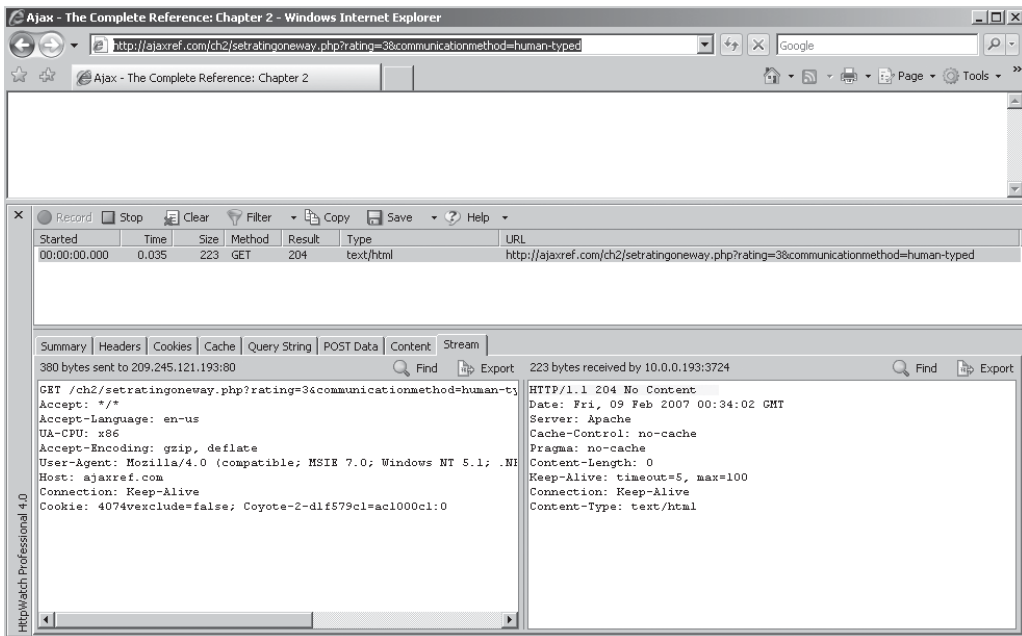 Ajax - The Complete Reference: Chapter 2 - Windows Internet Explorer
http://ajaxref.com/ch2/setratingoneway.php?rating=3&communicationmethod=human-typed
Google
Ajax - The Complete Reference: Chapter 2
Page Tools »
Record Stop Clear Filter Copy Save Help
Started Time Size Method Result Type URL
00:00:00.000 0.035 223 GET 204 text/html http://ajaxref.com/ch2/setratingoneway.php?rating=3&communicationmethod=human-typed
Summary Headers Cookies Cache Query String POST Data Content Stream
380 bytes sent to 209.245.121.193:80 Find Export
GET /ch2/setratingoneway.php?rating=3&communicationmethod=human-ty
Accept: */*
Accept-Language: en-us
UA-CPU: x86
Accept-Encoding: gzip, deflate
User-Agent: Mozilla/4.0 (compatible; MSIE 7.0; Windows NT 5.1; .NE
Host: ajaxref.com
Connection: Keep-Alive
Cookie: 4074vexclude=false; Coyote-2-d1f579c1=ac1000c1:0
223 bytes received by 10.0.0.193:3724 Find Export
HTTP/1.1 204 No Content
Date: Fri, 09 Feb 2007 00:34:02 GMT
Server: Apache
Cache-Control: no-cache
Pragma: no-cache
Content-Length: 0
Keep-Alive: timeout=5, max=100
Connection: Keep-Alive
Content-Type: text/html
HttpWatch Professional 4.0